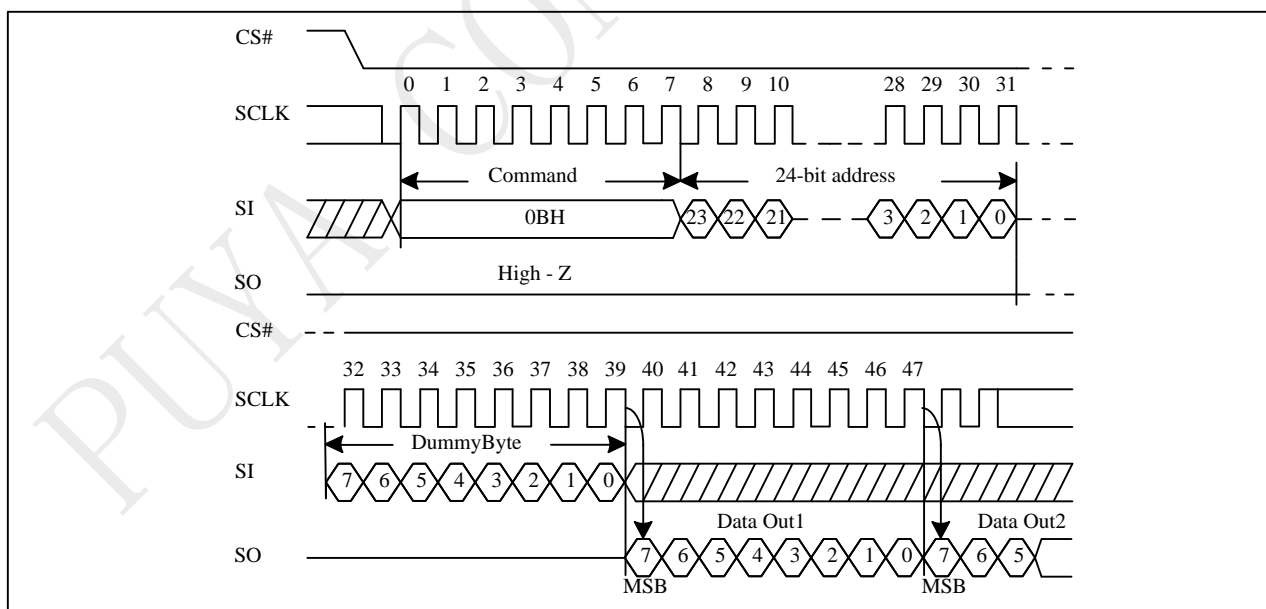 PUYA CON
CS#
0 1 2 3 4 5 6 7 8 9 10 28 29 30 31
SCLK
Command 24-bit address
SI 0BH 23 22 21 3 2 1 0
High - Z
SO
CS#
32 33 34 35 36 37 38 39 40 41 42 43 44 45 46 47
SCLK
DummyByte
SI 7 6 5 4 3 2 1 0
Data Out1 Data Out2
SO 7 6 5 4 3 2 1 0 7 6 5
MSB MSB